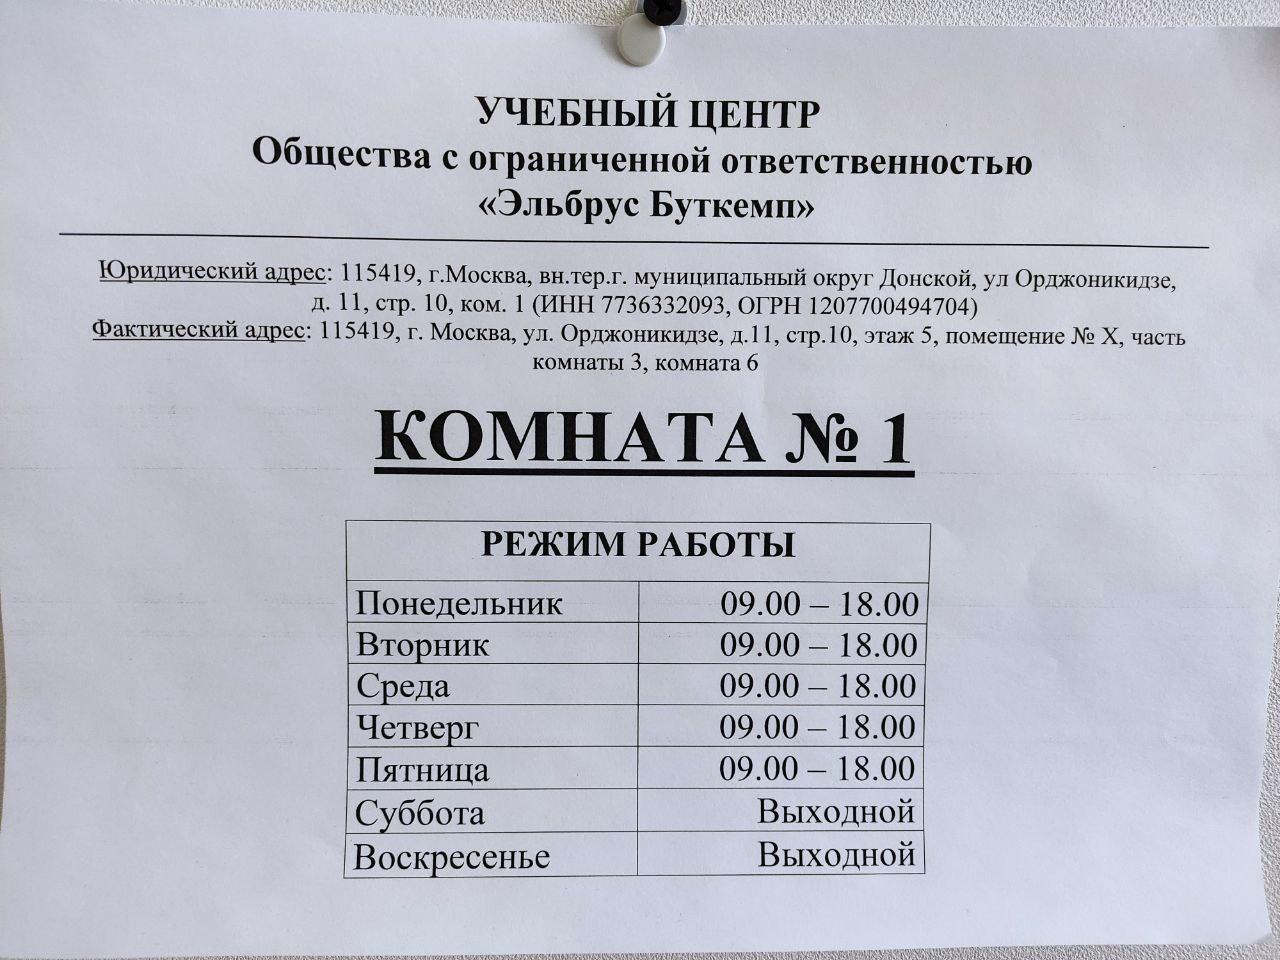 УЧЕБНЫЙ ЦЕНТР
Общества с ограниченной ответственностью
«Эльбрус Буткемп»
Юридический адрес: 115419, г.Москва, вн.тер.г. муниципальный округ Донской, ул Орджоникидзе,
д. 11, стр. 10, ком. 1 (ИНН 7736332093, ОГРН 1207700494704)
Фактический адрес: 115419, г. Москва, ул. Орджоникидзе, д.11, стр.10, этаж 5, помещение № X, часть
комнаты 3, комната 6
КОМНАТА № 1
РЕЖИМ РАБОТЫ
Понедельник 09.00 – 18.00
Вторник 09.00 – 18.00
Среда 09.00 – 18.00
Четверг 09.00 – 18.00
Пятница 09.00 – 18.00
Суббота Выходной
Воскресенье Выходной